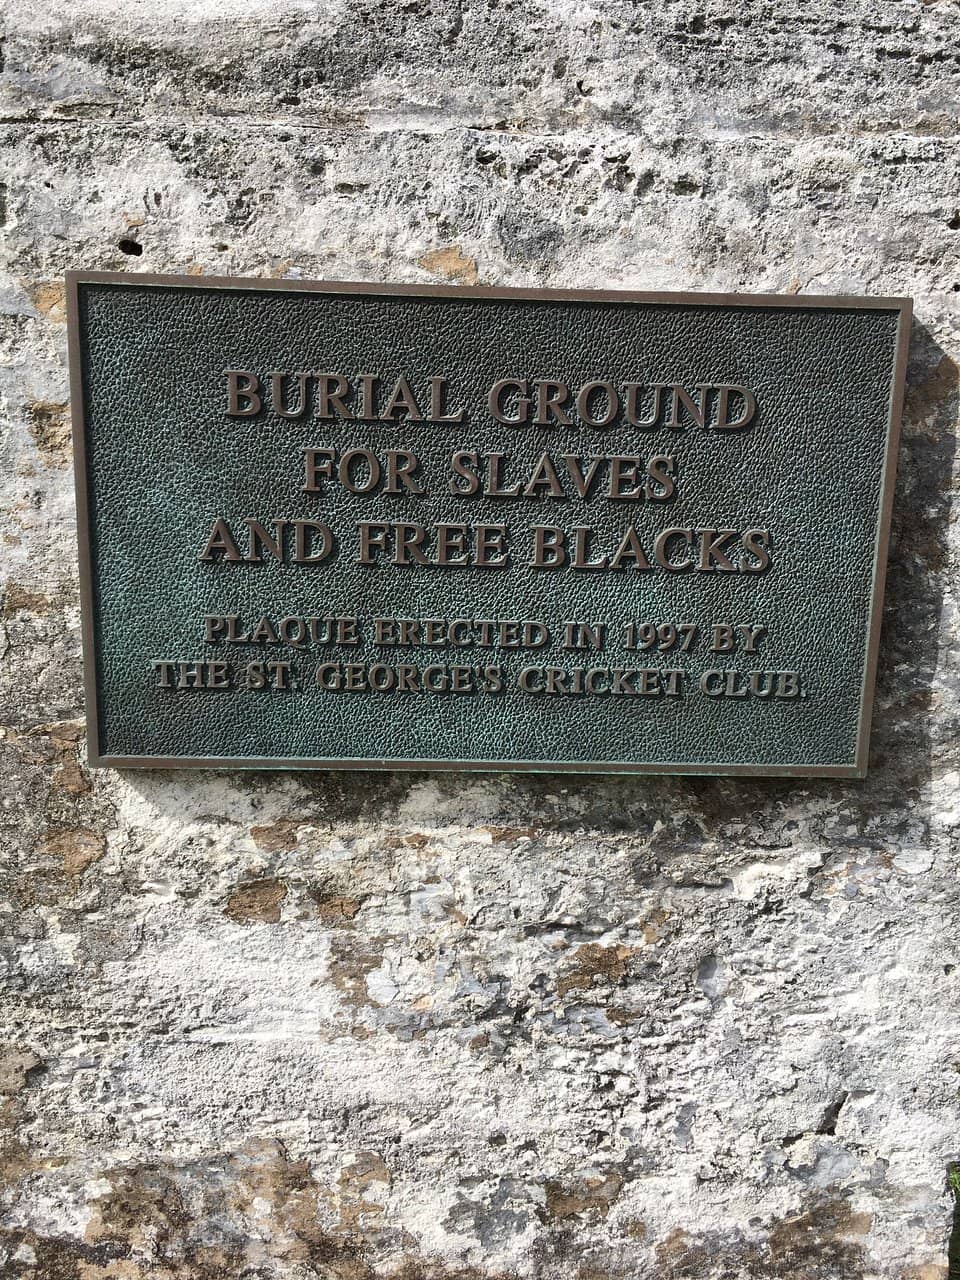 BURIAL GROUND
FOR SLAVES
AND FREE BLACKS
PLAQUE ERECTED IN 1997 BY
THE ST. GEORGE'S CRICKET CLUB.